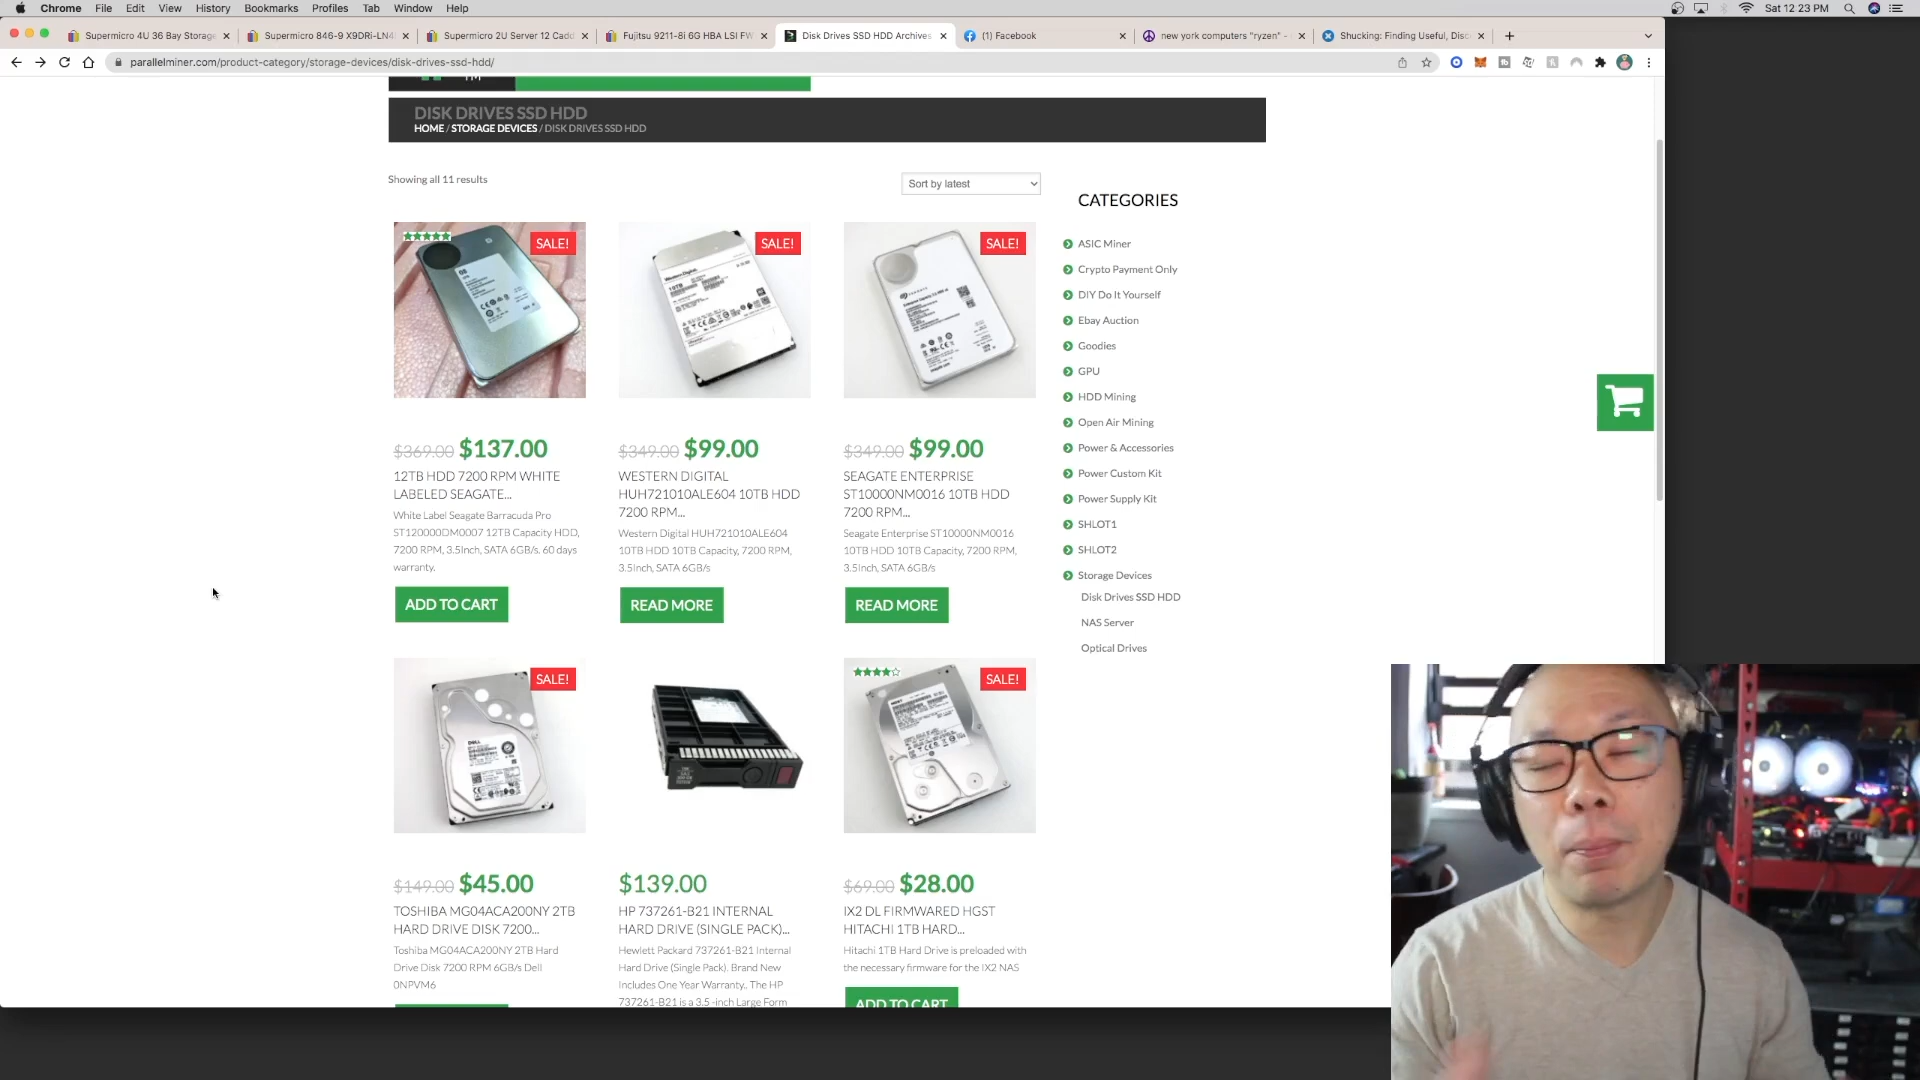 Chrome File Edit View History Bookmarks Profiles Tab Window Help
Sat 12 23 PM
Supermicro 4U 36 Bay Storage
Supermicro 846-9 X9DRi-LN4
Supermicro 2U Server 12 Cadd
Fujitsu 9211-8i 6G HBA LSI FW
Disk Drives SSD HDD Archives
(1) Facebook
new york computers "ryzen" -
Shucking: Finding Useful, Disc
parallelminer.com/product-category/storage-devices/disk-drives-ssd-hdd/
DISK DRIVES SSD HDD
HOME / STORAGE DEVICES / DISK DRIVES SSD HDD
Showing all 11 results
Sort by latest
SALE!
SALE!
SALE!
Western Digital
$369.00 $137.00
12TB HDD 7200 RPM WHITE
LABELED SEAGATE...
White Label Seagate Barracuda Pro
ST120000DM0007 12TB Capacity HDD,
7200 RPM, 3.5Inch, SATA 6GB/s. 60 days
warranty.
ADD TO CART
$349.00 $99.00
WESTERN DIGITAL
HUH721010ALE604 10TB HDD
7200 RPM...
Western Digital HUH721010ALE604
10TB HDD 10TB Capacity, 7200 RPM,
3.5Inch, SATA 6GB/s
READ MORE
$349.00 $99.00
SEAGATE ENTERPRISE
ST10000NM0016 10TB HDD
7200 RPM...
Seagate Enterprise ST10000NM0016
10TB HDD 10TB Capacity, 7200 RPM,
3.5Inch, SATA 6GB/s
READ MORE
SALE!
SALE!
$149.00 $45.00
TOSHIBA MG04ACA200NY 2TB
HARD DRIVE DISK 7200...
Toshiba MG04ACA200NY 2TB Hard
Drive Disk 7200 RPM 6GB/s Dell
0NPVM6
$139.00
HP 737261-B21 INTERNAL
HARD DRIVE (SINGLE PACK)...
Hewlett Packard 737261-B21 Internal
Hard Drive (Single Pack). Brand New
Includes One Year Warranty.. The HP
737261-B21 is a 3.5 -inch Large Form
$69.00 $28.00
IX2 DL FIRMWARED HGST
HITACHI 1TB HARD...
Hitachi 1TB Hard Drive is preloaded with
the necessary firmware for the IX2 NAS
ADD TO CART
CATEGORIES
ASIC Miner
Crypto Payment Only
DIY Do It Yourself
Ebay Auction
Goodies
GPU
HDD Mining
Open Air Mining
Power & Accessories
Power Custom Kit
Power Supply Kit
SHLOT1
SHLOT2
Storage Devices
Disk Drives SSD HDD
NAS Server
Optical Drives